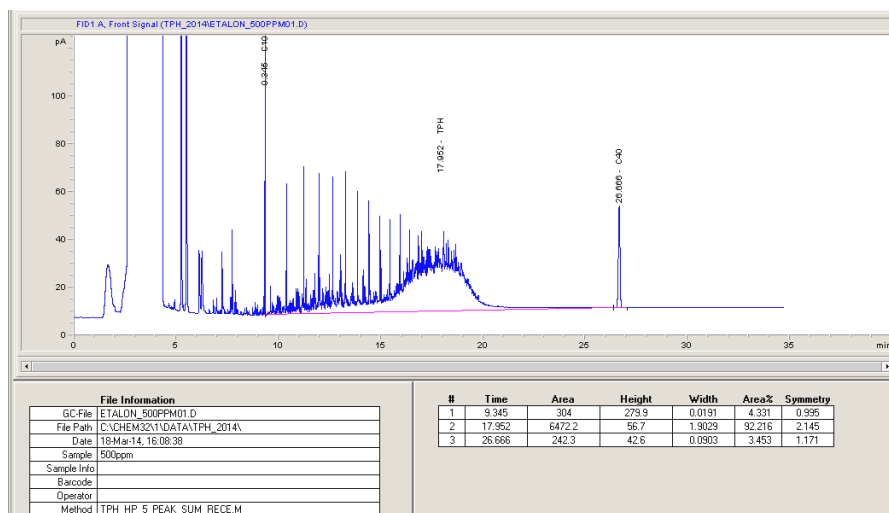 FID1 A, Front Signal (TPH_2014\ETALON_500PPM01.D)
pA
100
80
60
40
20
0
9.345 C10
17.952 - TPH
26.666 - C40
0 5 10 15 20 25 30 35 min
File Information
GC-File ETALON_500PPM01.D
File Path C:\CHEM32\1\DATA\TPH_2014\
Date 18-Mar-14, 16:08:38
Sample 500ppm
Sample Info
Barcode
Operator
Method TPH_HP_5_PEAK_SUM_RECE.M
# Time Area Height Width Area% Symmetry
1 9.345 304 279.9 0.0191 4.331 0.995
2 17.952 6472.2 56.7 1.9029 92.216 2.145
3 26.666 242.3 42.6 0.0903 3.453 1.171